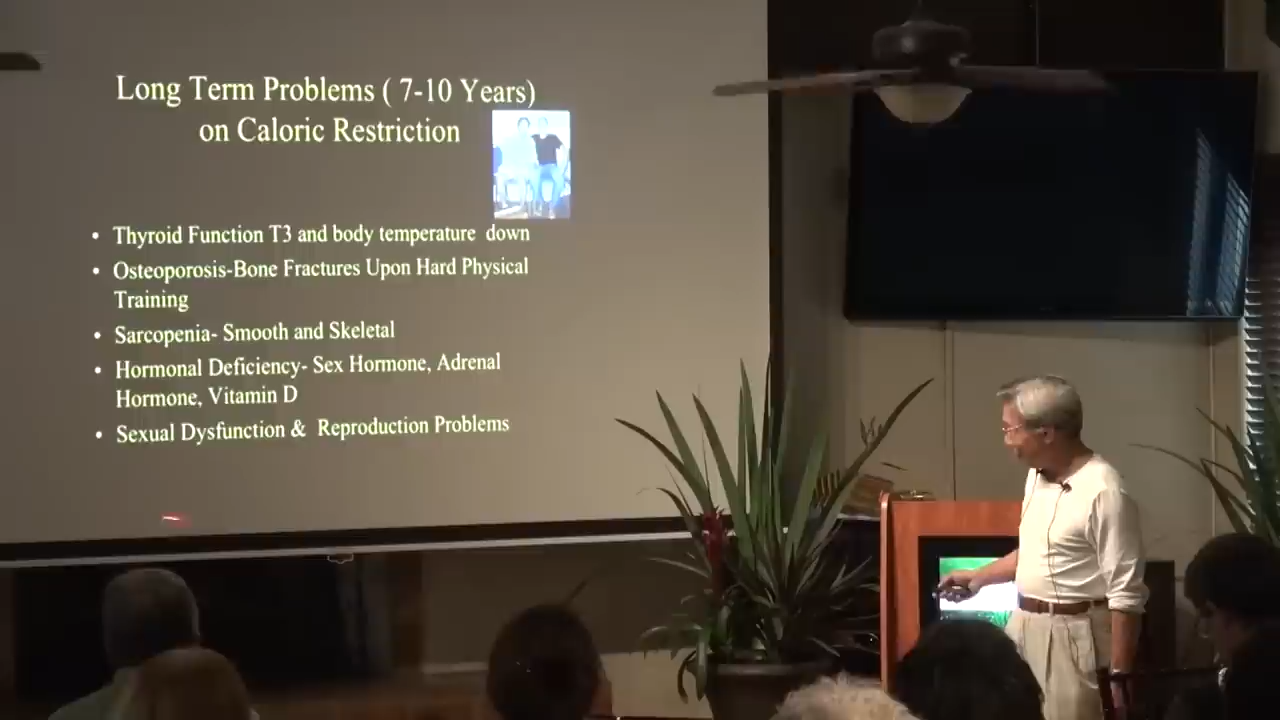 Long Term Problems ( 7-10 Years)
on Caloric Restriction
• Thyroid Function T3 and body temperature down
• Osteoporosis-Bone Fractures Upon Hard Physical
Training
• Sarcopenia- Smooth and Skeletal
• Hormonal Deficiency- Sex Hormone, Adrenal
Hormone, Vitamin D
• Sexual Dysfunction & Reproduction Problems